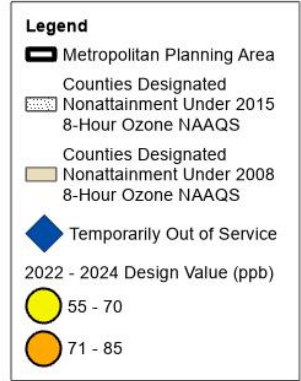 Legend
Metropolitan Planning Area
Counties Designated
Nonattainment Under 2015
8-Hour Ozone NAAQS
Counties Designated
Nonattainment Under 2008
8-Hour Ozone NAAQS
Temporarily Out of Service
2022 - 2024 Design Value (ppb)
55 - 70
71 - 85